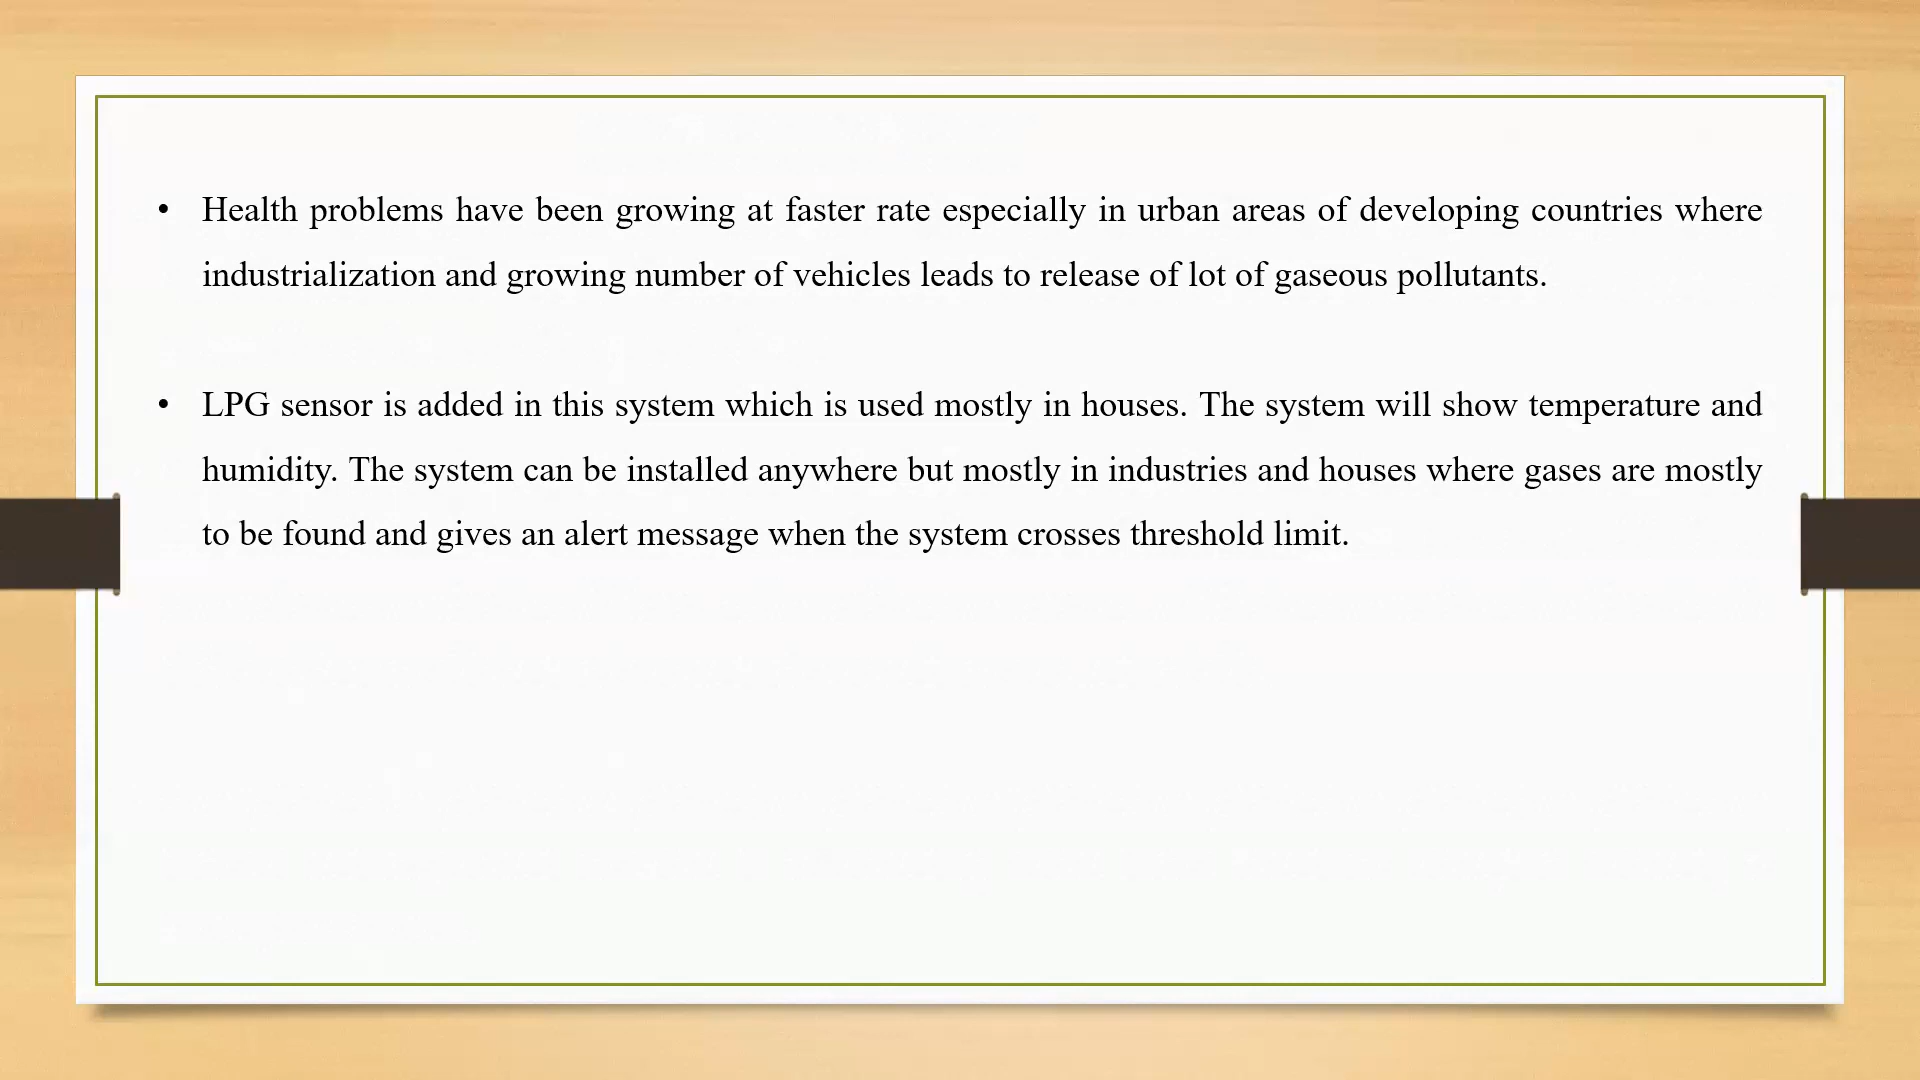 • Health problems have been growing at faster rate especially in urban areas of developing countries where
industrialization and growing number of vehicles leads to release of lot of gaseous pollutants.
• LPG sensor is added in this system which is used mostly in houses. The system will show temperature and
humidity. The system can be installed anywhere but mostly in industries and houses where gases are mostly
to be found and gives an alert message when the system crosses threshold limit.